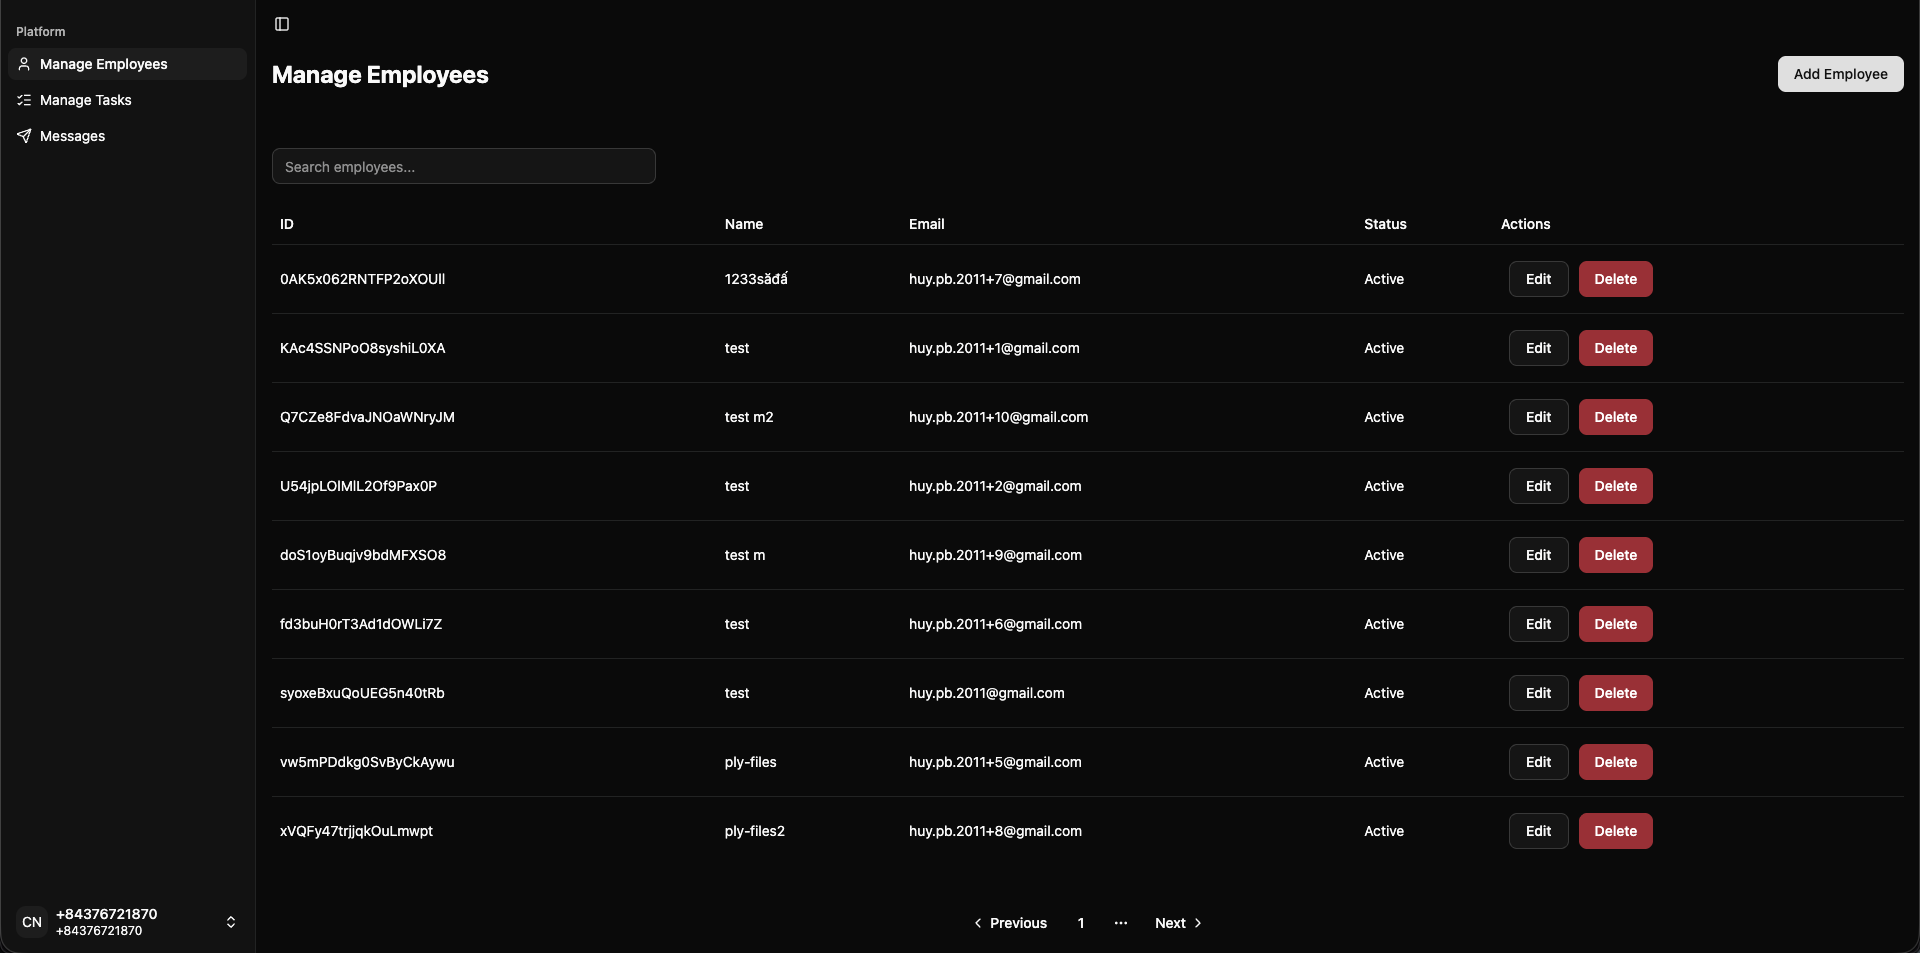 Platform
Manage Employees
Manage Tasks
Messages
Manage Employees
Add Employee
Search employees...
ID Name Email Status Actions
0AK5x062RNTFP2oXOUll 1233săđấ huy.pb.2011+7@gmail.com Active Edit Delete
KAc4SSNPoO8syshiL0XA test huy.pb.2011+1@gmail.com Active Edit Delete
Q7CZe8FdvaJNOaWNryJM test m2 huy.pb.2011+10@gmail.com Active Edit Delete
U54jpLOIMlL2Of9Pax0P test huy.pb.2011+2@gmail.com Active Edit Delete
doS1oyBuqjv9bdMFXSO8 test m huy.pb.2011+9@gmail.com Active Edit Delete
fd3buH0rT3Ad1dOWLi7Z test huy.pb.2011+6@gmail.com Active Edit Delete
syoxeBxuQoUEG5n40tRb test huy.pb.2011@gmail.com Active Edit Delete
vw5mPDdkg0SvByCkAywu ply-files huy.pb.2011+5@gmail.com Active Edit Delete
xVQFy47trjjqkOuLmwpt ply-files2 huy.pb.2011+8@gmail.com Active Edit Delete
Previous 1 ... Next
CN +84376721870
+84376721870